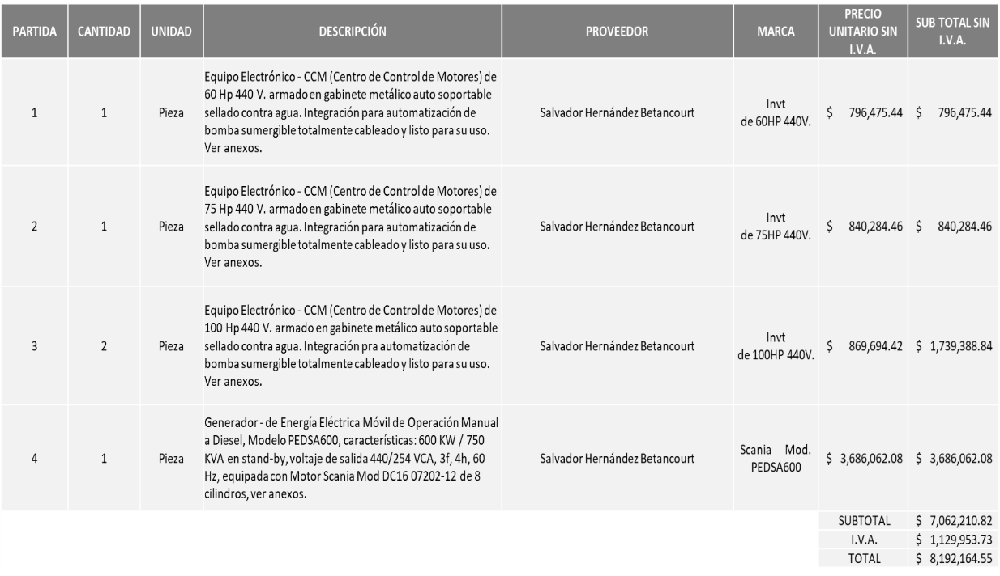 PARTIDA
CANTIDAD
UNIDAD
DESCRIPCIÓN
PROVEEDOR
MARCA
PRECIO
UNITARIO SIN
I.V.A.
SUB TOTAL SIN
I.V.A.
1
1
Pieza
Equipo Electrónico - CCM (Centro de Control de Motores) de
60 Hp 440 V. armado en gabinete metálico auto soportable
sellado contra agua. Integración para automatización de
bomba sumergible totalmente cableado y listo para su uso.
Ver anexos.
Salvador Hernández Betancourt
Invt
de 60HP 440V.
$ 796,475.44
$ 796,475.44
2
1
Pieza
Equipo Electrónico - CCM (Centro de Control de Motores) de
75 Hp 440 V. armado en gabinete metálico auto soportable
sellado contra agua. Integración para automatización de
bomba sumergible totalmente cableado y listo para su uso.
Ver anexos.
Salvador Hernández Betancourt
Invt
de 75HP 440V.
$ 840,284.46
$ 840,284.46
3
2
Pieza
Equipo Electrónico - CCM (Centro de Control de Motores) de
100 Hp 440 V. armado en gabinete metálico auto soportable
sellado contra agua. Integración pra automatización de
bomba sumergible totalmente cableado y listo para su uso.
Ver anexos.
Salvador Hernández Betancourt
Invt
de 100HP 440V.
$ 869,694.42
$ 1,739,388.84
4
1
Pieza
Generador - de Energía Eléctrica Móvil de Operación Manual
a Diesel, Modelo PEDSA600, características: 600 KW / 750
KVA en stand-by, voltaje de salida 440/254 VCA, 3f, 4h, 60
Hz, equipada con Motor Scania Mod DC16 07202-12 de 8
cilindros, ver anexos.
Salvador Hernández Betancourt
Scania Mod.
PEDSA600
$ 3,686,062.08
$ 3,686,062.08
SUBTOTAL
$ 7,062,210.82
I.V.A.
$ 1,129,953.73
TOTAL
$ 8,192,164.55